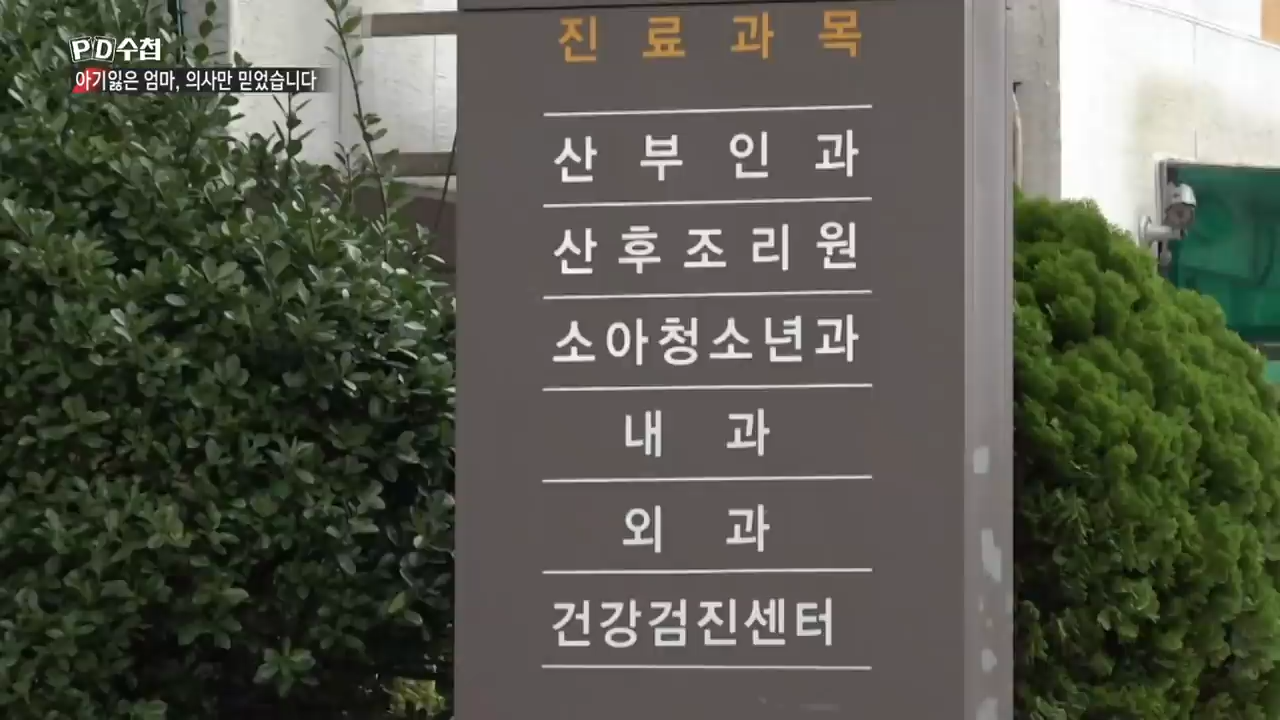 PD수첩
아기잃은 엄마, 의사만 믿었습니다
진료과목
산부인과
산후조리원
소아청소년과
내과
외과
건강검진센터